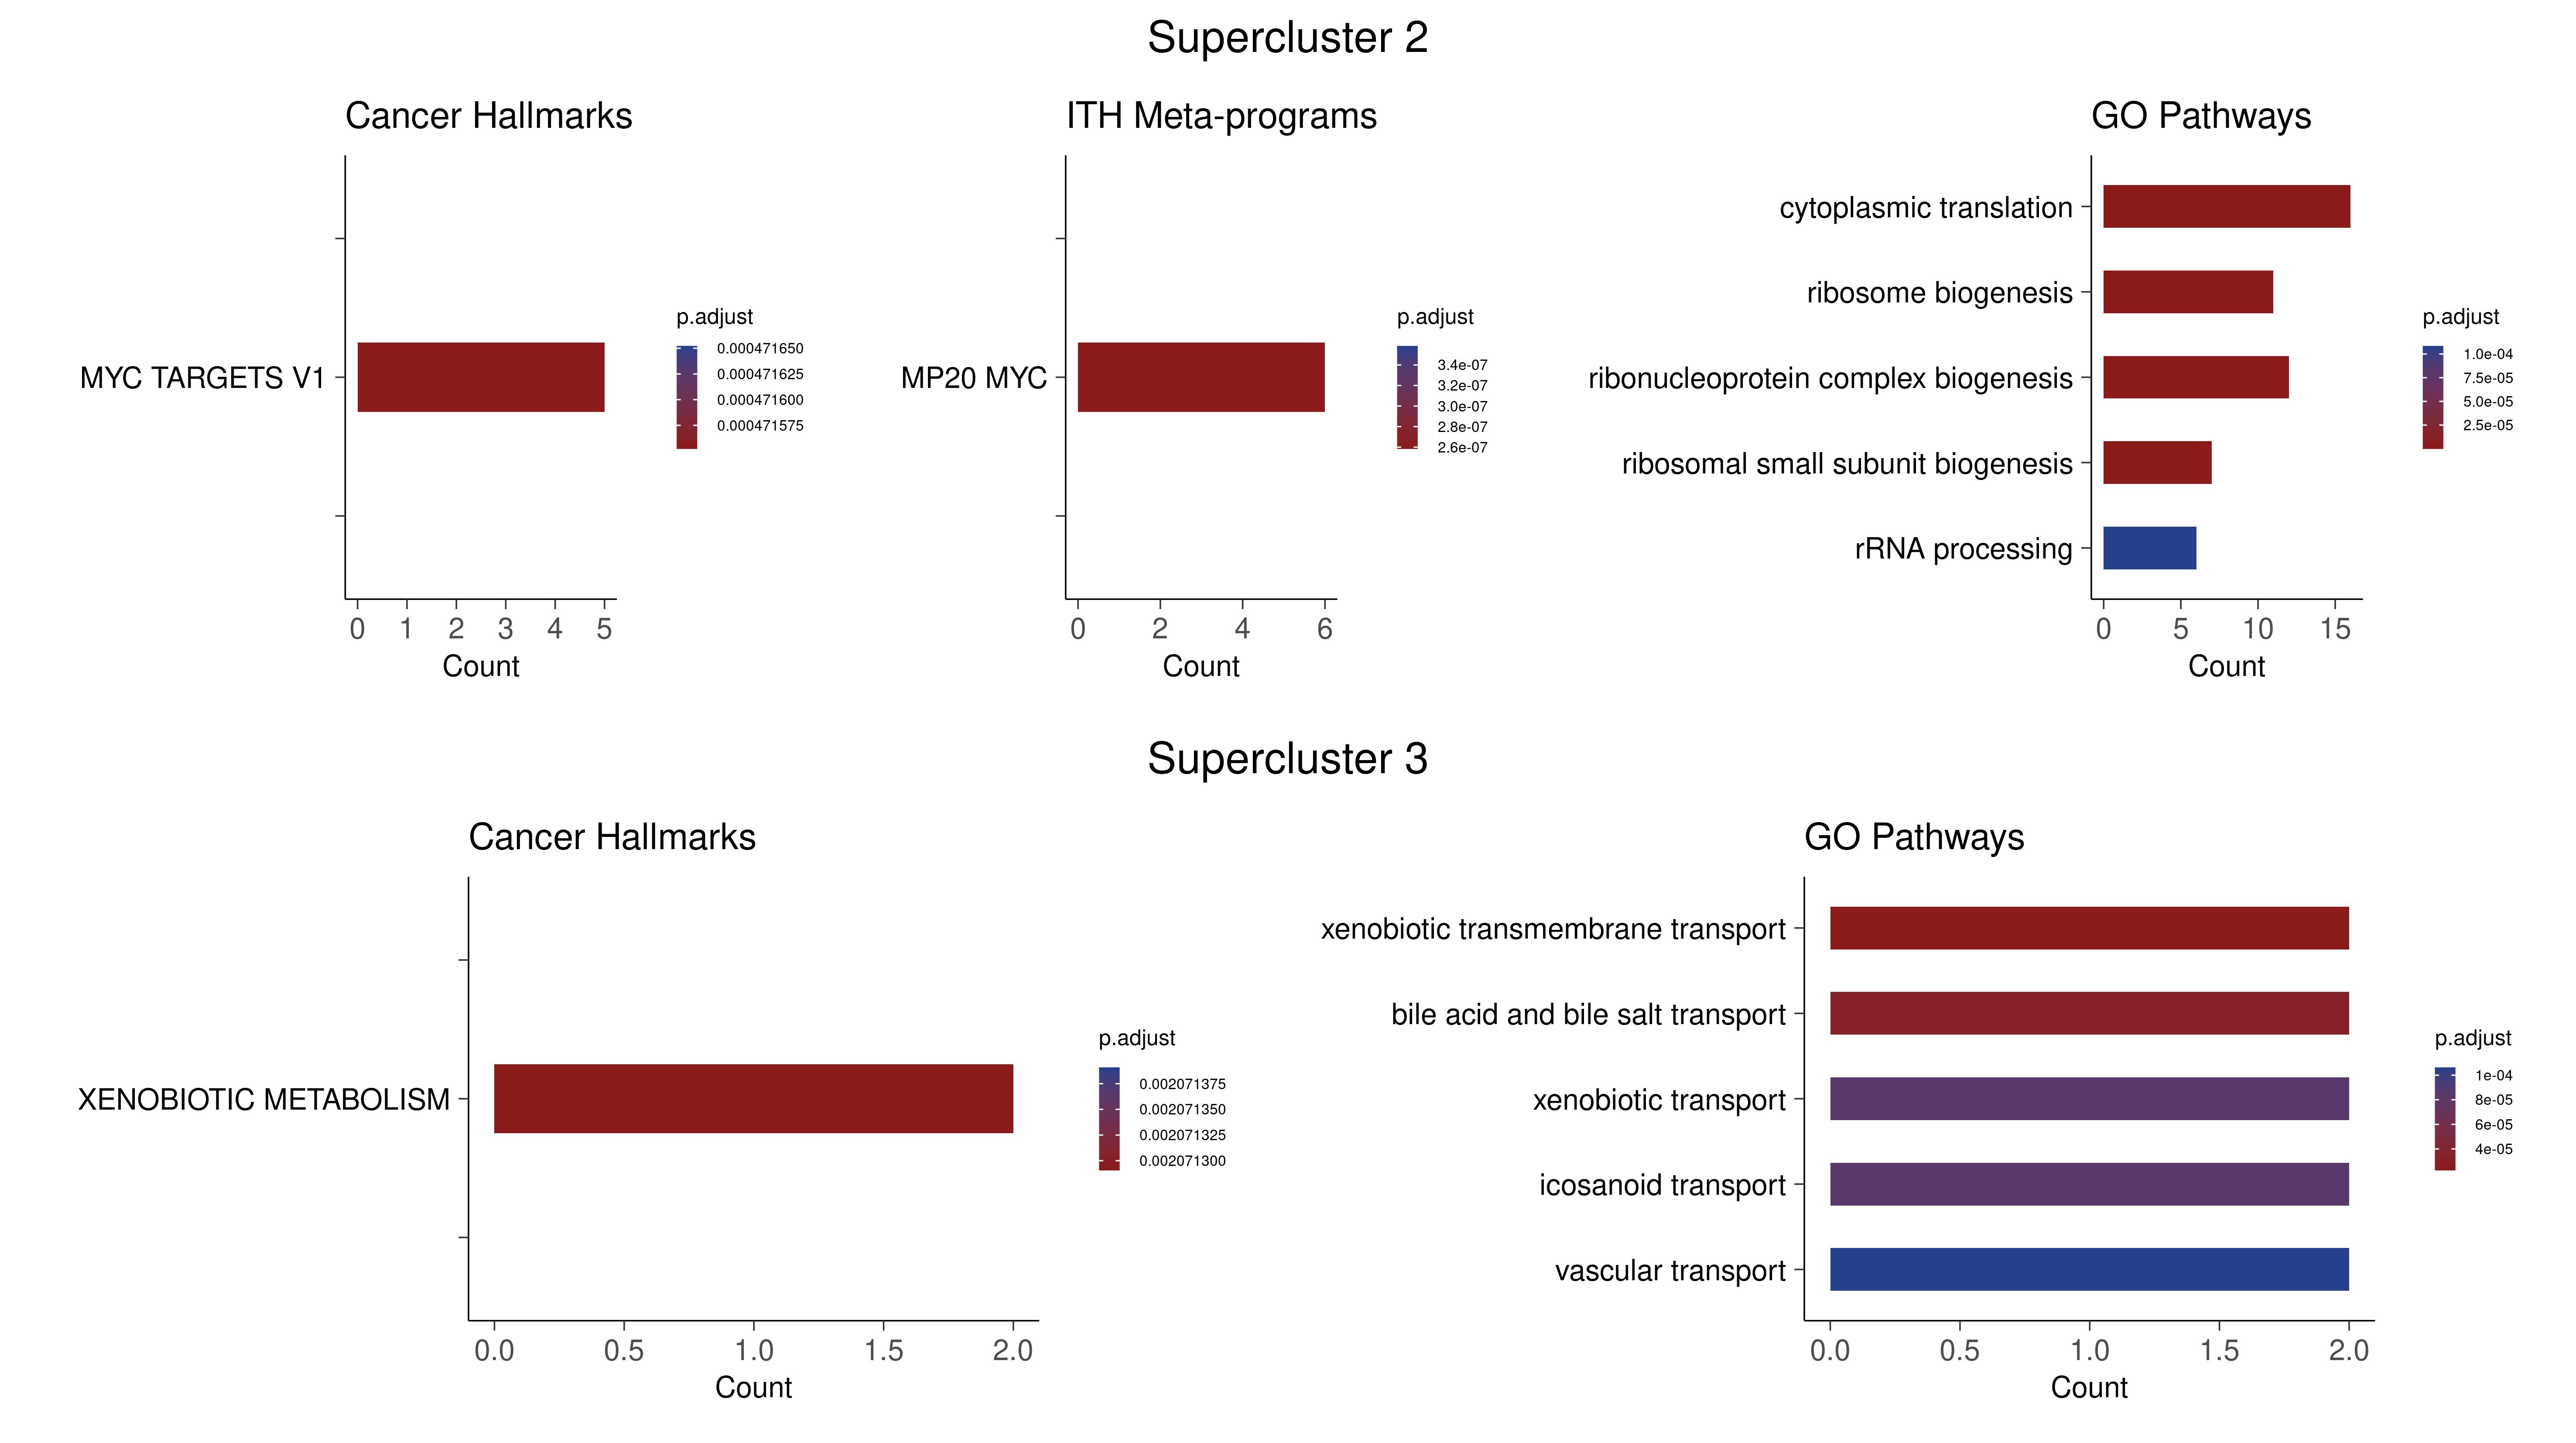 Supercluster 2
Cancer Hallmarks
MYC TARGETS V1
0 1 2 3 4 5
Count
p.adjust
0.000471650
0.000471625
0.000471600
0.000471575
ITH Meta-programs
MP20 MYC
0 2 4 6
Count
p.adjust
3.4e-07
3.2e-07
3.0e-07
2.8e-07
2.6e-07
GO Pathways
cytoplasmic translation
ribosome biogenesis
ribonucleoprotein complex biogenesis
ribosomal small subunit biogenesis
rRNA processing
0 5 10 15
Count
p.adjust
1.0e-04
7.5e-05
5.0e-05
2.5e-05
Supercluster 3
Cancer Hallmarks
XENOBIOTIC METABOLISM
0.0 0.5 1.0 1.5 2.0
Count
p.adjust
0.002071375
0.002071350
0.002071325
0.002071300
GO Pathways
xenobiotic transmembrane transport
bile acid and bile salt transport
xenobiotic transport
icosanoid transport
vascular transport
0.0 0.5 1.0 1.5 2.0
Count
p.adjust
1e-04
8e-05
6e-05
4e-05